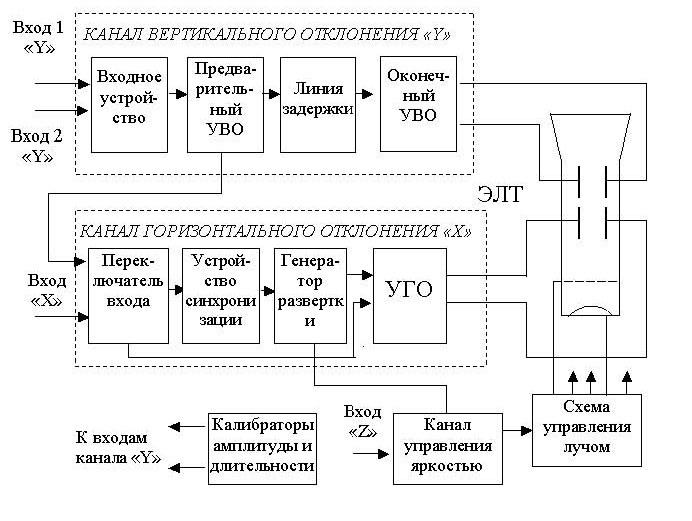 Вход 1
«Y»
КАНАЛ ВЕРТИКАЛЬНОГО ОТКЛОНЕНИЯ «Y»
Входное
устрой-
ство
Предва-
ритель-
ный
УВО
Линия
задержки
Оконеч-
ный
УВО
Вход 2
«Y»
ЭЛТ
КАНАЛ ГОРИЗОНТАЛЬНОГО ОТКЛОНЕНИЯ «X»
Вход
«X»
Перек-
лючатель
входа
Устрой-
ство
синхрони
зации
Генера-
тор
развертк
и
УГО
К входам
канала «Y»
Калибраторы
амплитуды и
длительности
Вход
«Z»
Канал
управления
яркостью
Схема
управления
лучом